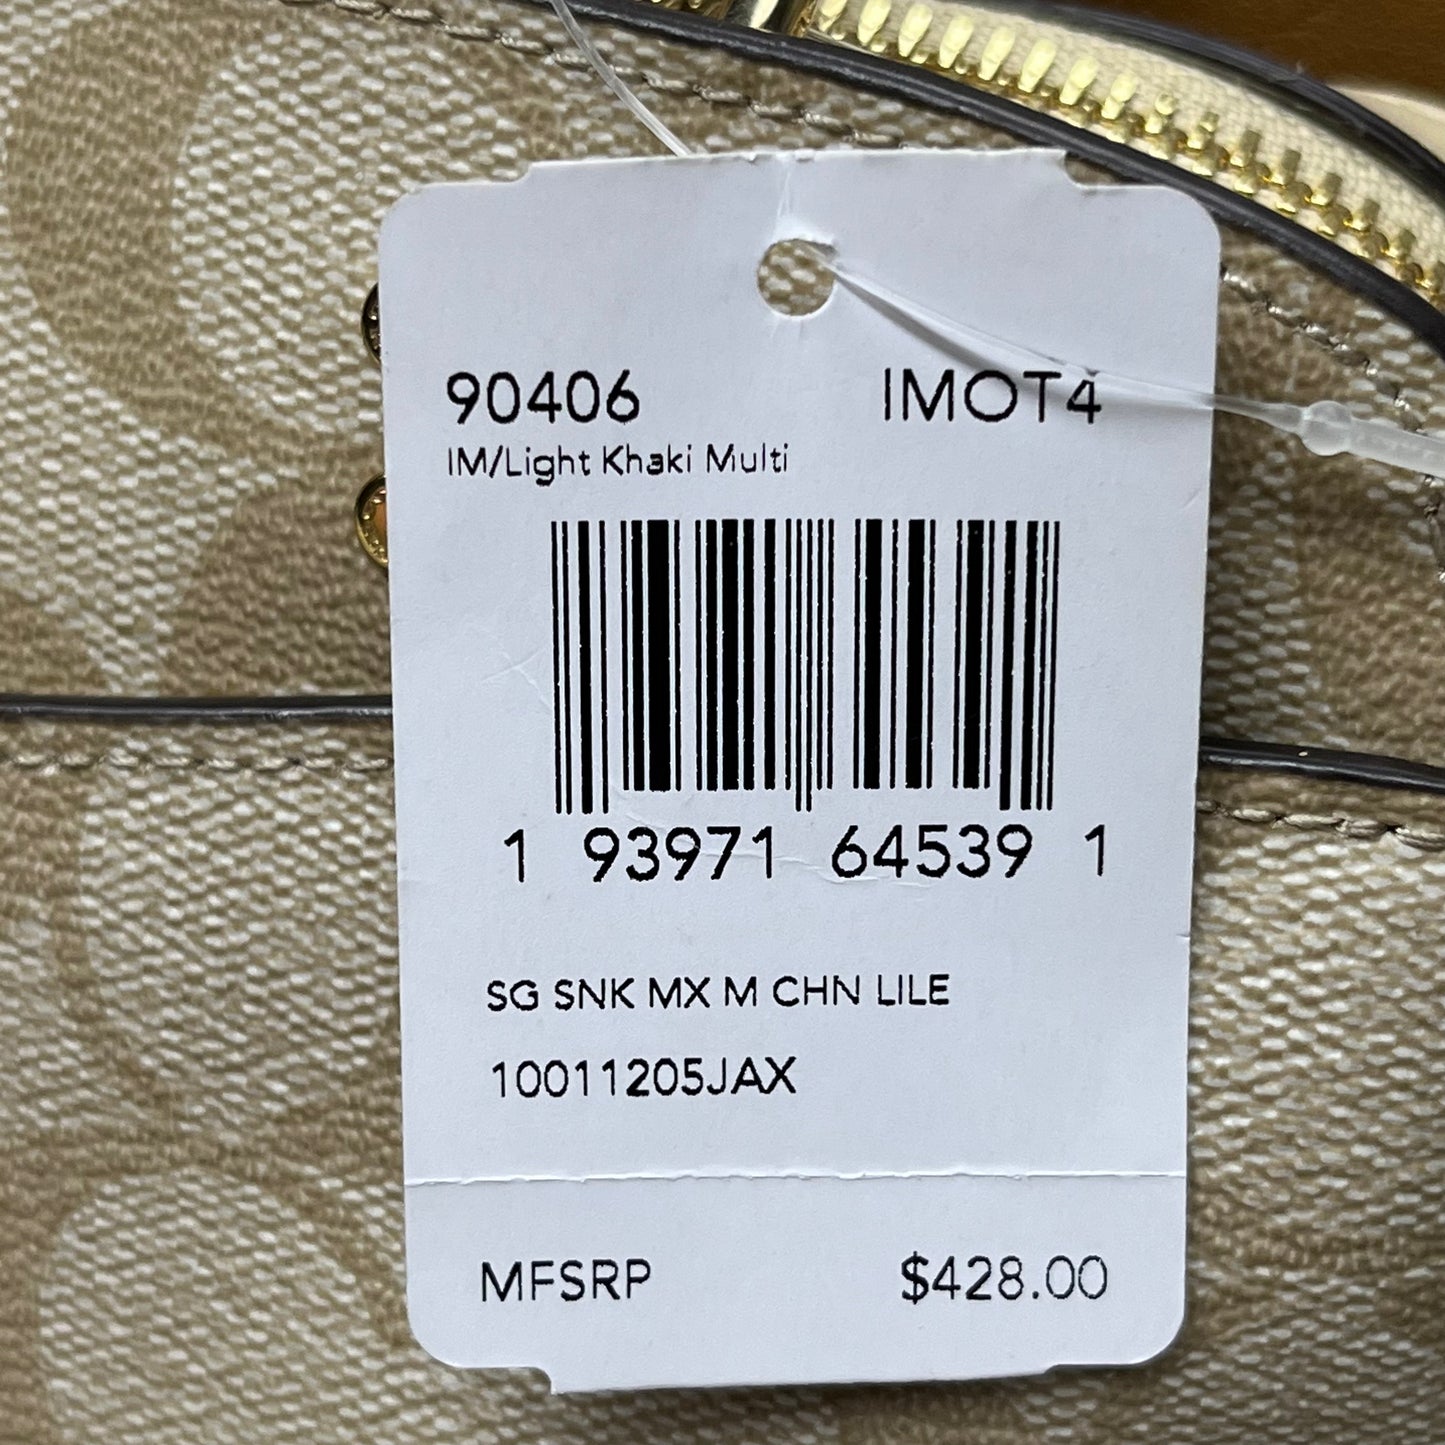 90406 IMOT4
IM/Light Khaki Multi
1 93971 64539 1
SG SNK MX M CHN LILE
10011205JAX
MFSRP $428.00